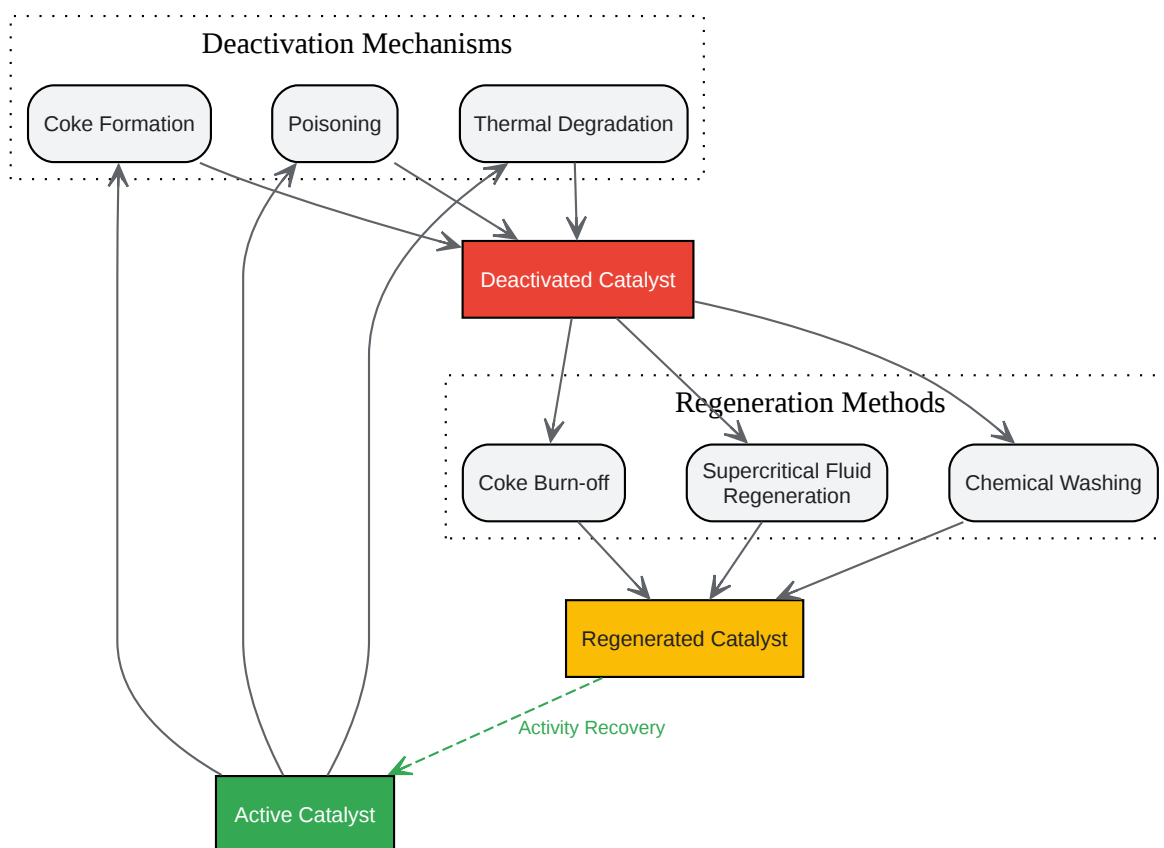 Deactivation Mechanisms
Coke Formation
Poisoning
Thermal Degradation
Deactivated Catalyst
Regeneration Methods
Coke Burn-off
Supercritical Fluid
Regeneration
Chemical Washing
Regenerated Catalyst
Activity Recovery
Active Catalyst